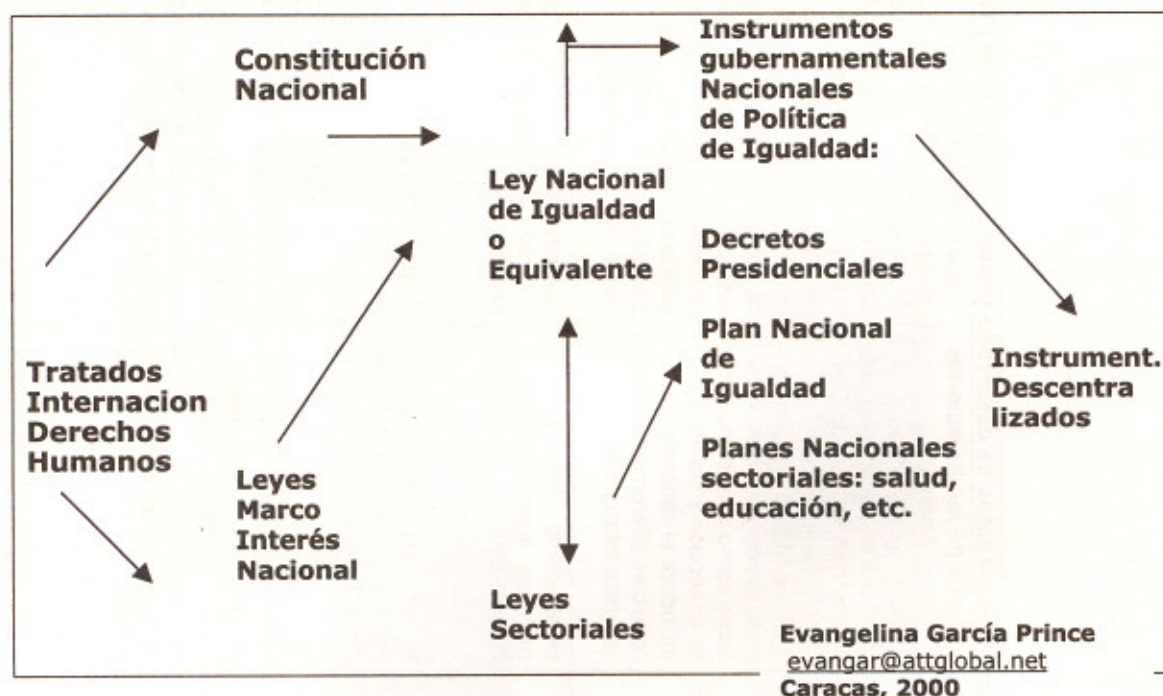 Constitución
Nacional
Instrumentos
gubernamentales
Nacionales
de Política
de Igualdad:
Ley Nacional
de Igualdad
o
Equivalente
Decretos
Presidenciales
Plan Nacional
de
Igualdad
Planes Nacionales
sectoriales: salud,
educación, etc.
Instrument.
Descentra
lizados
Tratados
Internacion
Derechos
Humanos
Leyes
Marco
Interés
Nacional
Leyes
Sectoriales
Evangelina García Prince
evangar@attglobal.net
Caracas, 2000